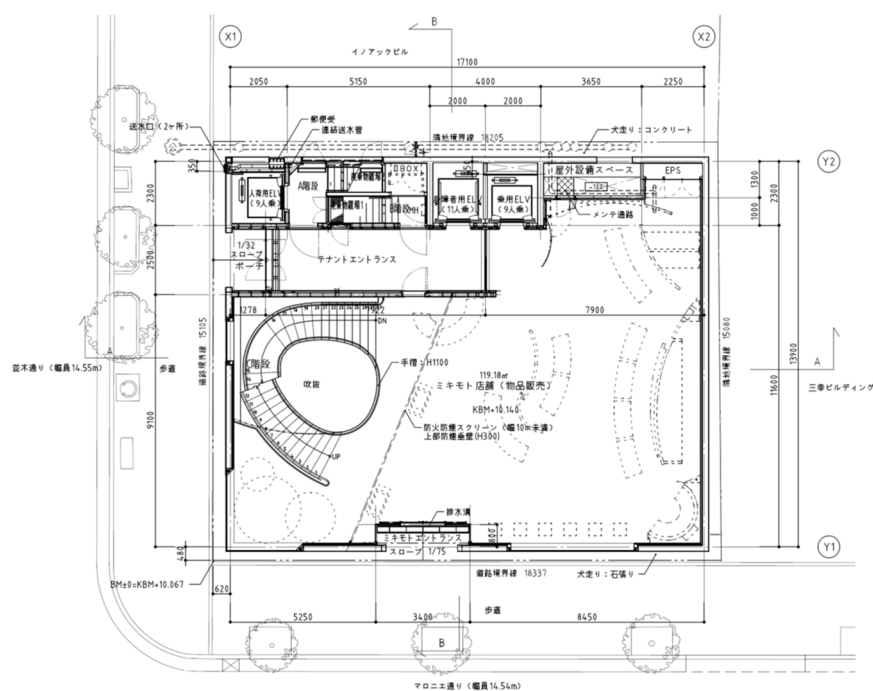 X1
B
X2
イノアックビル
17100
2050
5150
4000
3650
2250
2000
2000
郵便受
送水口（2ヶ所）
連結送水管
隣地境界線 18205
犬走り：コンクリート
Y2
350
人荷用ELV
(9人乗)
A階段
BOX
(11人乗)
乗用ELV
(9人乗)
屋外設備スペース
-100
EPS
メンテ通路
B階段
MH
2300
1300
1000
2300
1/32
スロープ
ポーチ
テナントエントランス
2500
1278
7900
DN
A
並木通り（幅員14.55m）
歩道
道路境界線 15105
C階段
吹抜
手摺：H1100
119.18㎡
ミキモト店舗（物品販売）
KBM+10.140
防火防煙スクリーン（幅10m未満）
上部防煙垂壁(H300)
UP
隣地境界線 15080
11600
13900
A
三幸ビルディング
9100
排水溝
ミキモトエントランス
800
スロープ 1/75
道路境界線 18337
犬走り：石張り
Y1
480
BM±0=KBM+10.067
620
5250
3400
8450
歩道
B
マロニエ通り（幅員14.54m）